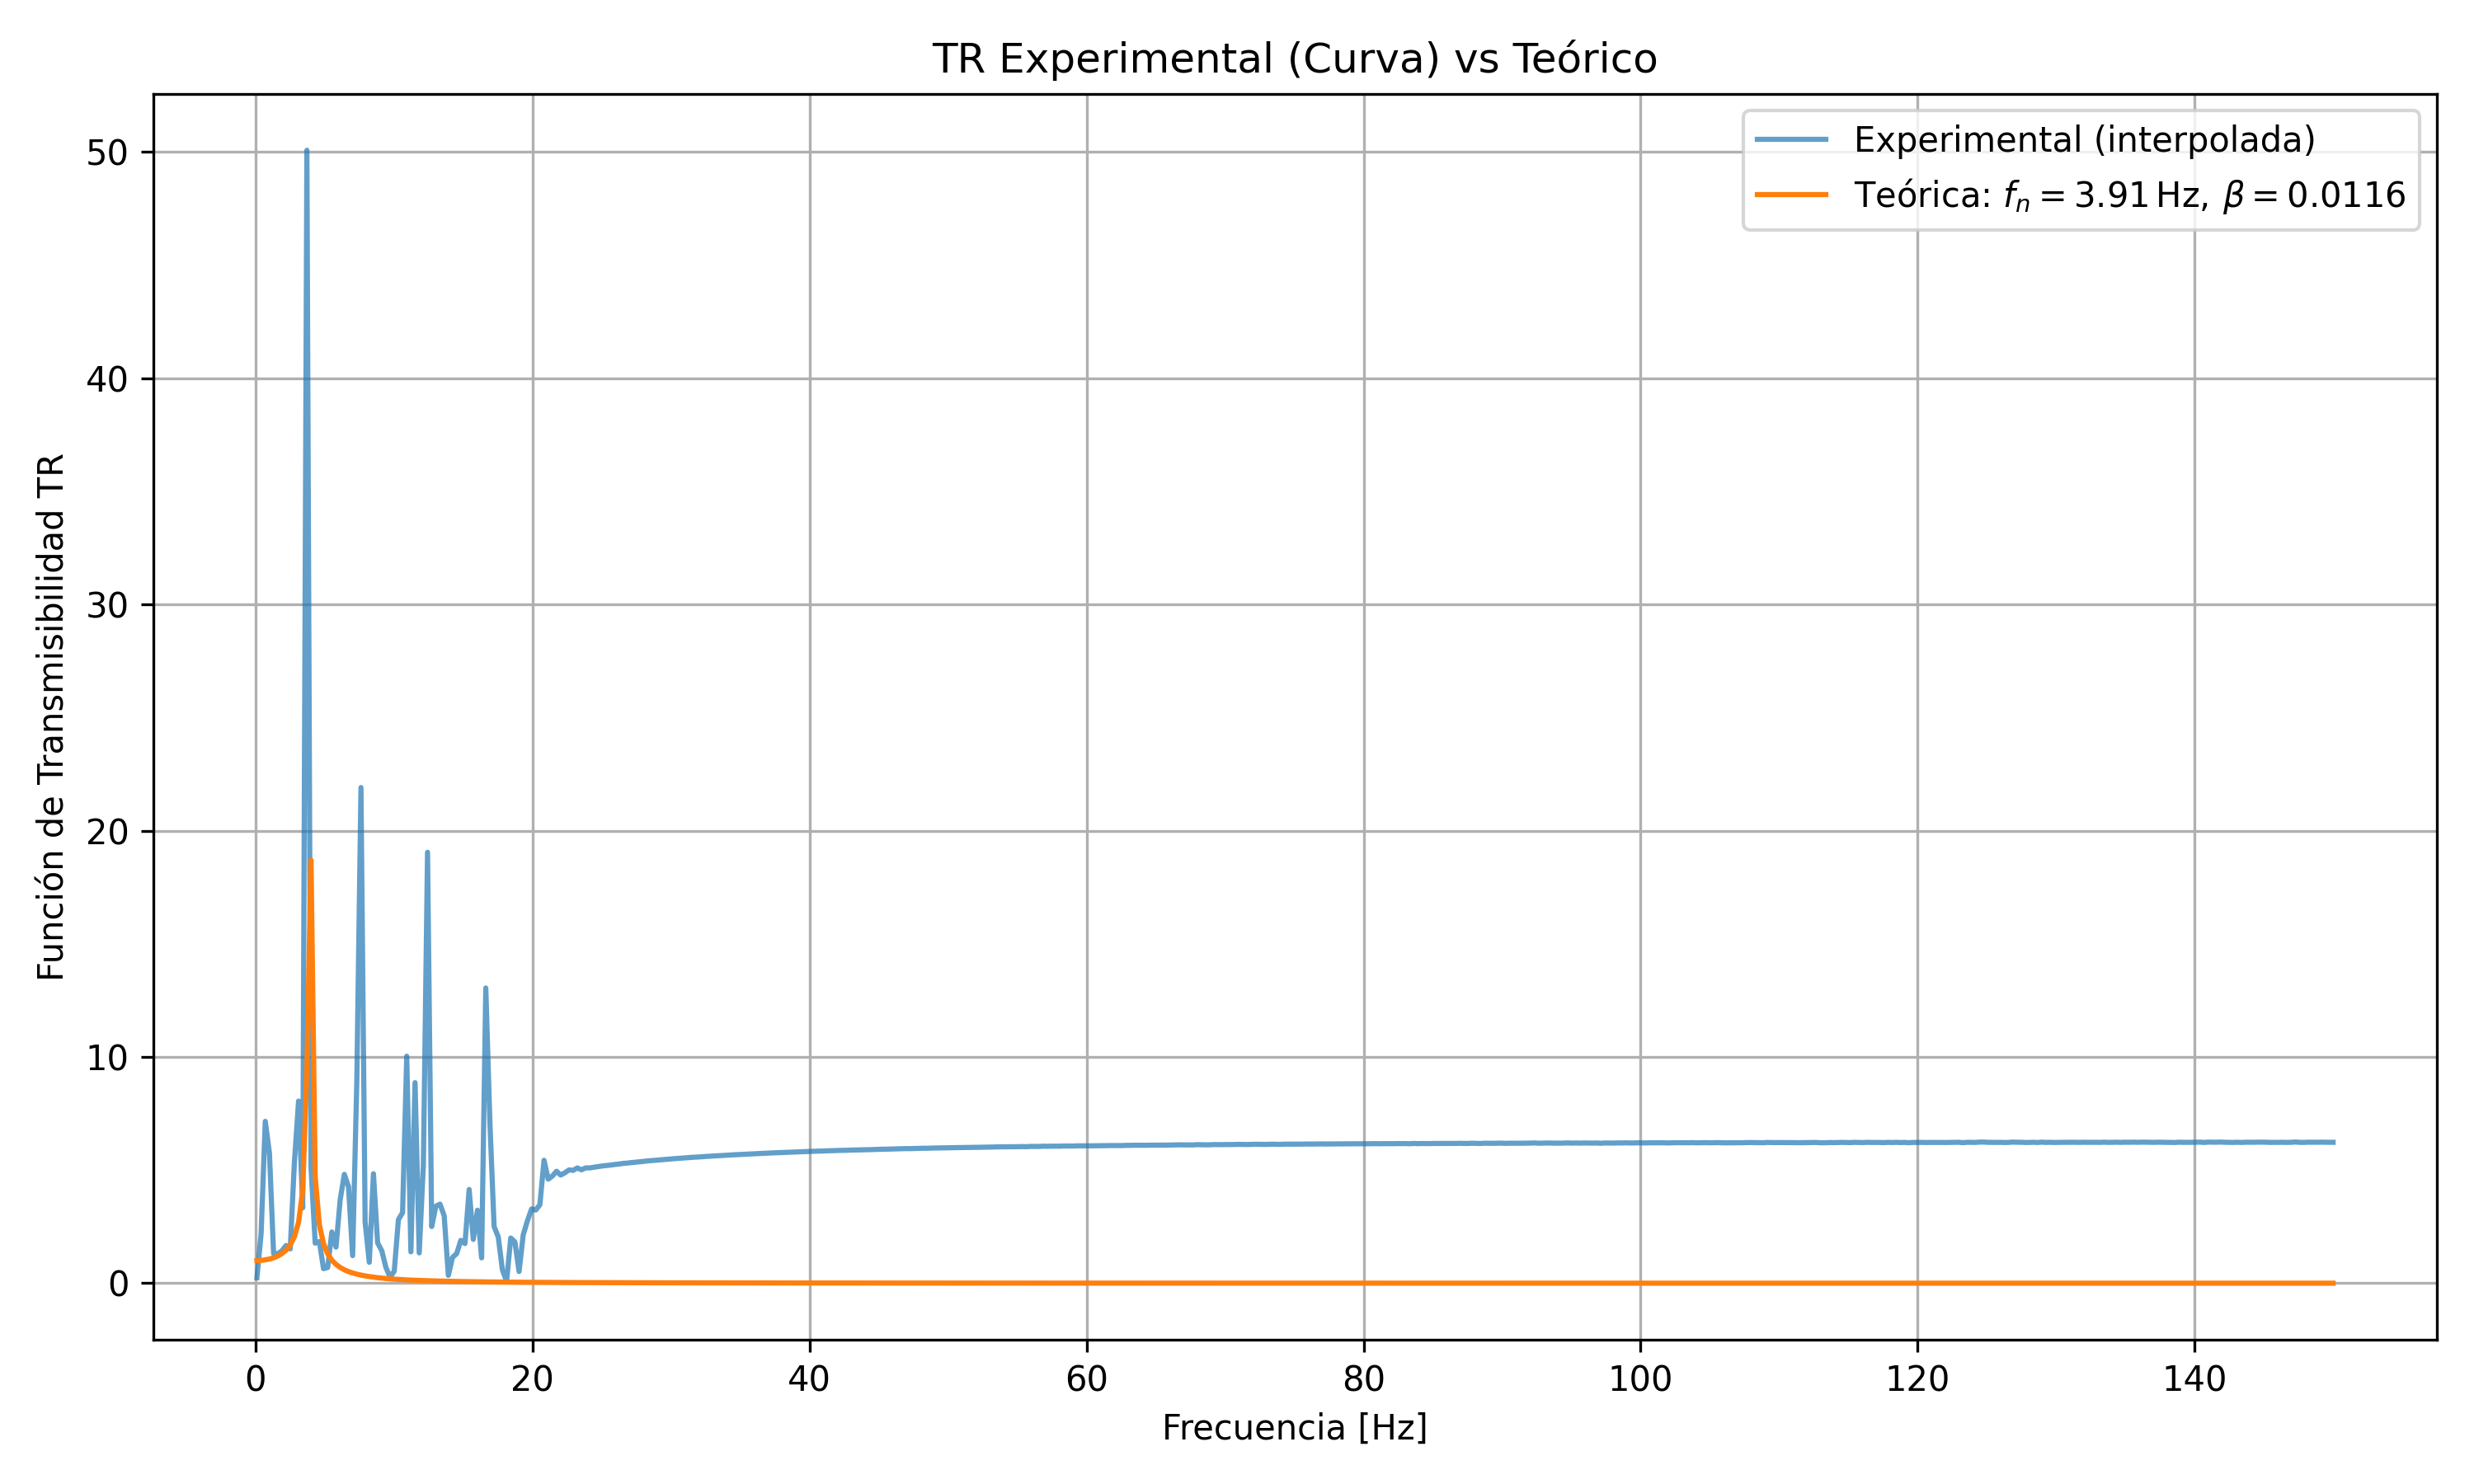 TR Experimental (Curva) vs Teórico
Experimental (interpolada)
Teórica: $f_n = 3.91$ Hz, $\beta = 0.0116$
Función de Transmisibilidad TR
50
40
30
20
10
0
0 20 40 60 80 100 120 140
Frecuencia [Hz]